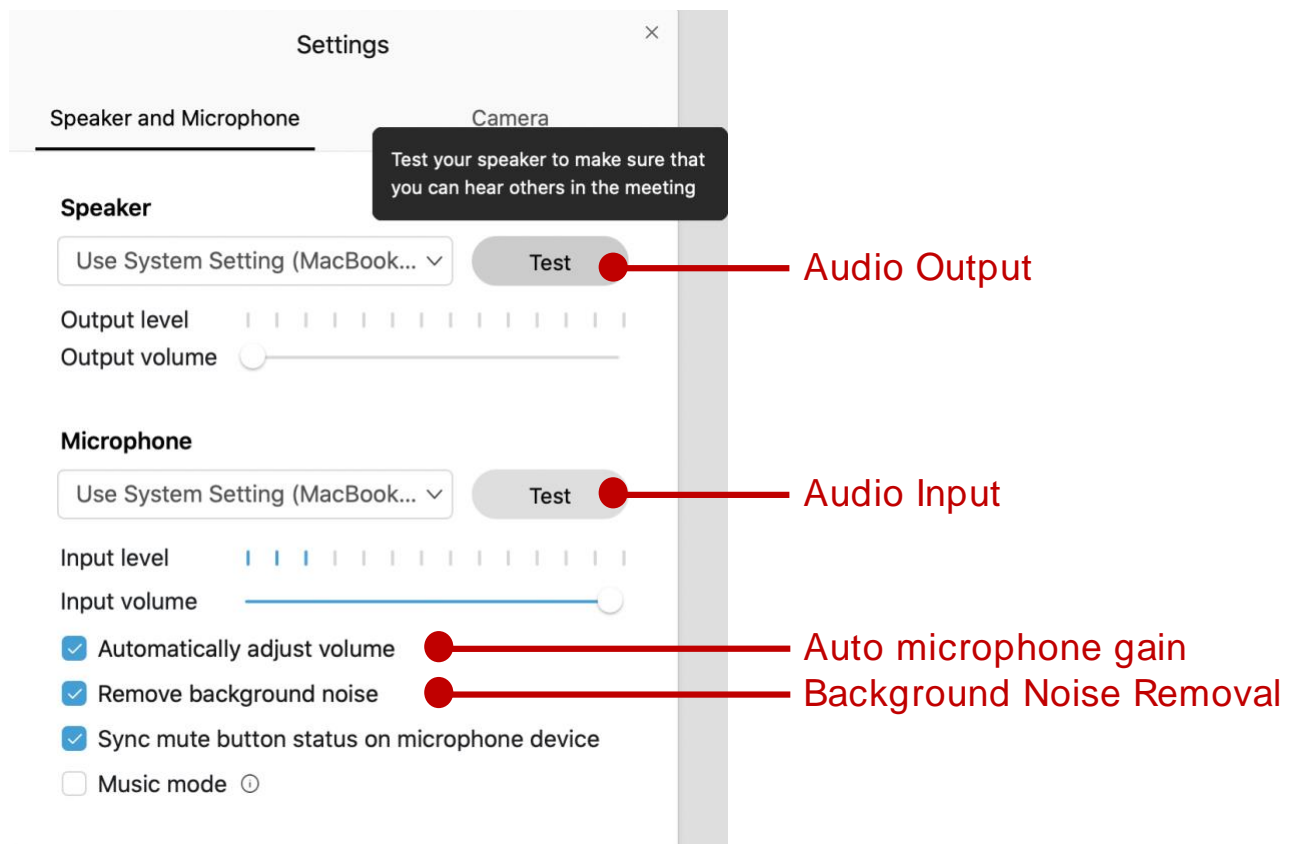 Settings
Speaker and Microphone
Camera
Test your speaker to make sure that
you can hear others in the meeting
Speaker
Use System Setting (MacBook...
Test
Audio Output
Output level
Output volume
Microphone
Use System Setting (MacBook...
Test
Audio Input
Input level
Input volume
Automatically adjust volume
Auto microphone gain
Remove background noise
Background Noise Removal
Sync mute button status on microphone device
Music mode